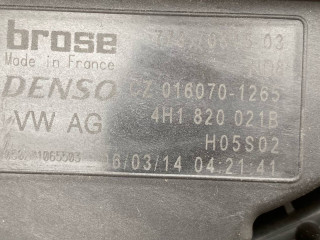 brose 03
Made in France
DENSO CZ 016070-1265
VW AG 4H1 820 021B
H05S02
/03/14 04:21:41